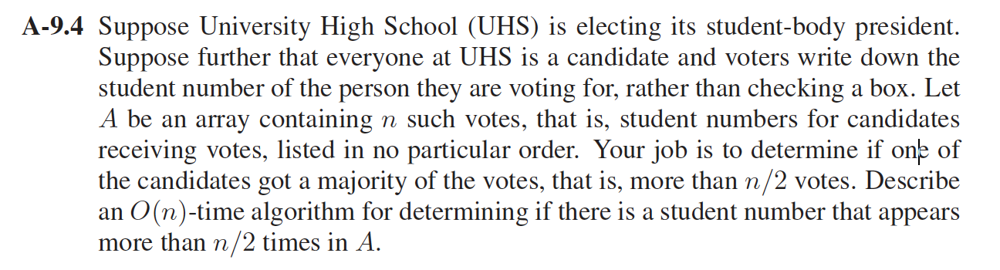 A-9.4 Suppose University High School (UHS) is electing its student-body president.
Suppose further that everyone at UHS is a candidate and voters write down the
student number of the person they are voting for, rather than checking a box. Let
A be an array containing n such votes, that is, student numbers for candidates
receiving votes, listed in no particular order. Your job is to determine if one of
the candidates got a majority of the votes, that is, more than n/2 votes. Describe
an O(n)-time algorithm for determining if there is a student number that appears
more than n/2 times in A.